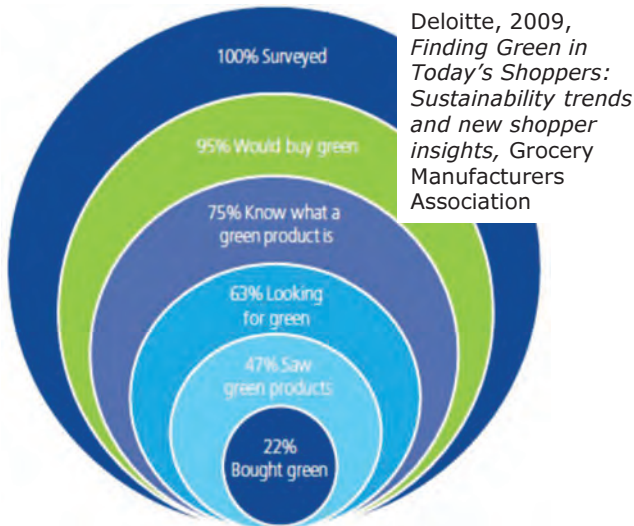 100% Surveyed
95% Would buy green
75% Know what a
green product is
63% Looking
for green
47% Saw
green products
22%
Bought green
Deloitte, 2009,
Finding Green in
Today's Shoppers:
Sustainability trends
and new shopper
insights, Grocery
Manufacturers
Association